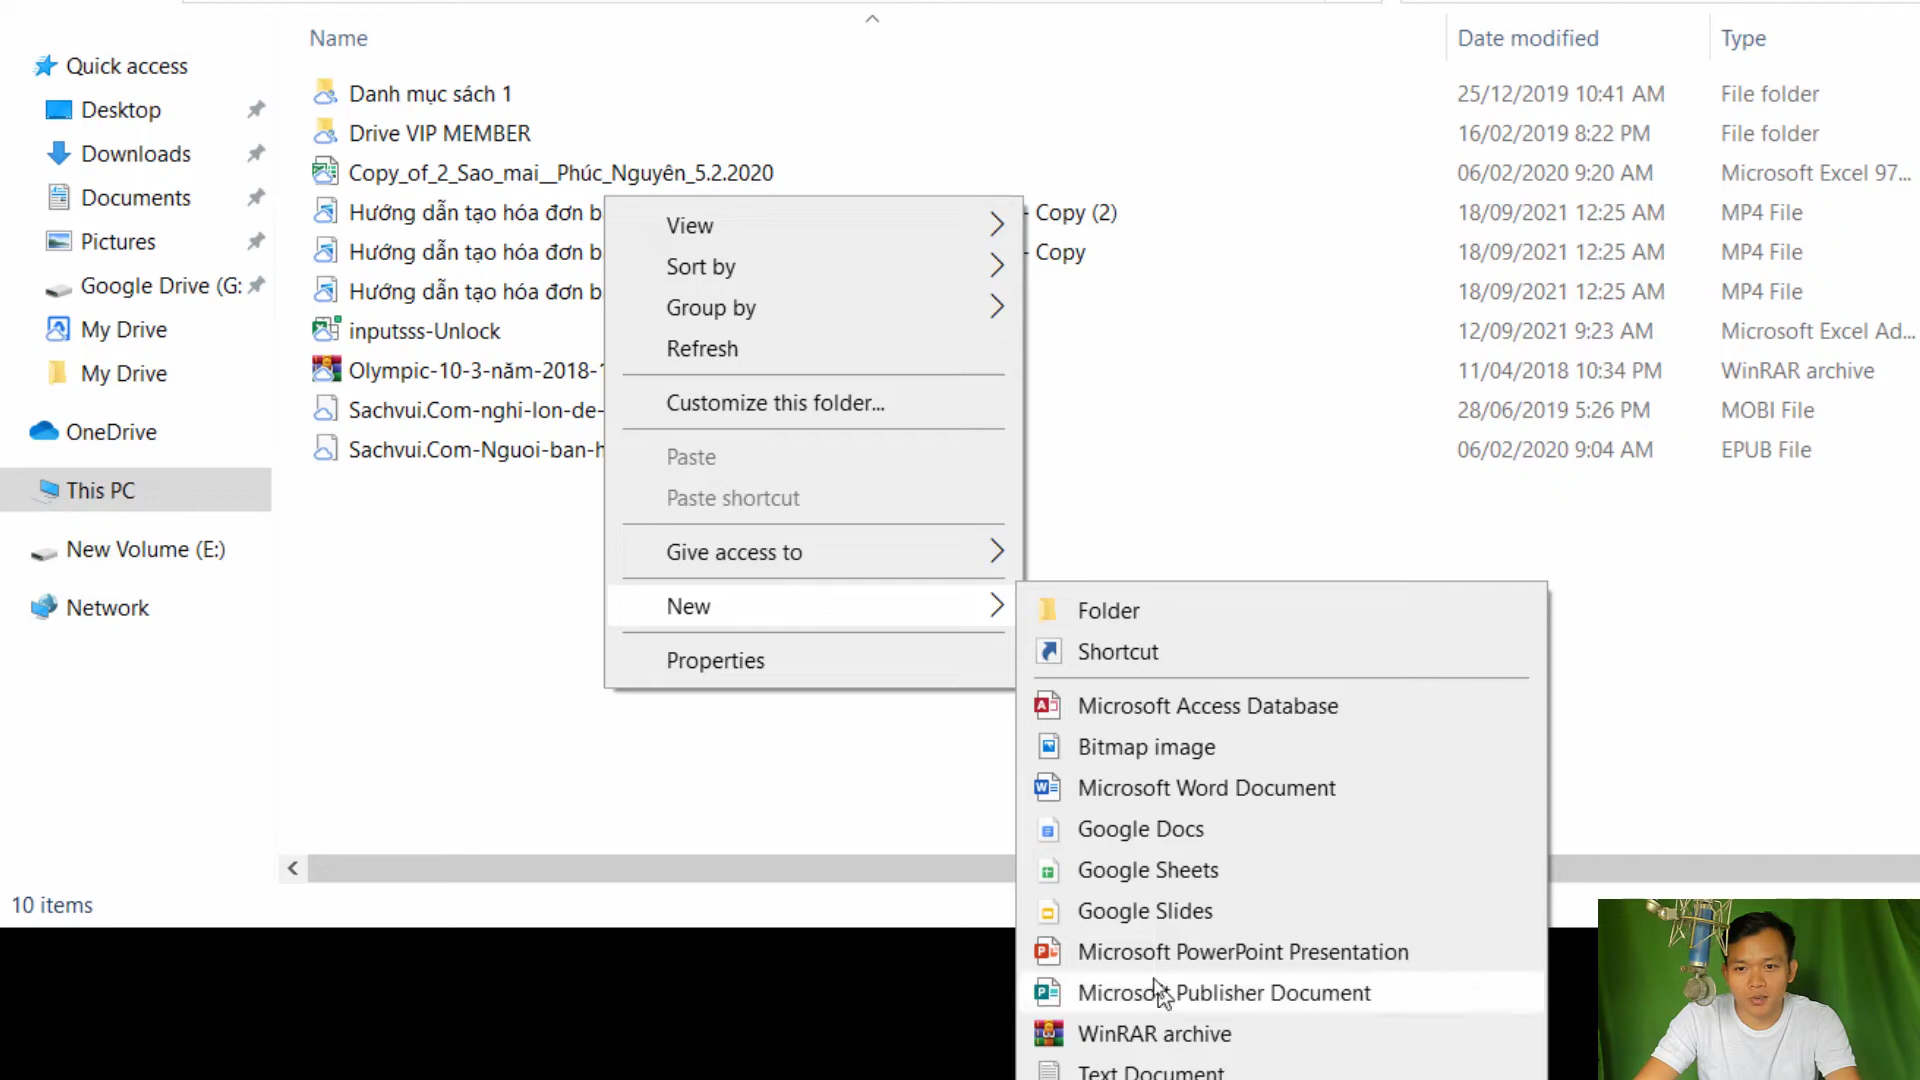 Name
Date modified
Type
Quick access
Desktop
Downloads
Documents
Pictures
Google Drive (G:
My Drive
My Drive
OneDrive
This PC
New Volume (E:)
Network
Danh mục sách 1 25/12/2019 10:41 AM File folder
Drive VIP MEMBER 16/02/2019 8:22 PM File folder
Copy_of_2_Sao_mai__Phúc_Nguyên_5.2.2020 06/02/2020 9:20 AM Microsoft Excel 97...
Hướng dẫn tạo hóa đơn b - Copy (2) 18/09/2021 12:25 AM MP4 File
Hướng dẫn tạo hóa đơn b - Copy 18/09/2021 12:25 AM MP4 File
Hướng dẫn tạo hóa đơn b 18/09/2021 12:25 AM MP4 File
inputsss-Unlock 12/09/2021 9:23 AM Microsoft Excel Ad...
Olympic-10-3-năm-2018-1 11/04/2018 10:34 PM WinRAR archive
Sachvui.Com-nghi-lon-de- 28/06/2019 5:26 PM MOBI File
Sachvui.Com-Nguoi-ban-h 06/02/2020 9:04 AM EPUB File
View
Sort by
Group by
Refresh
Customize this folder...
Paste
Paste shortcut
Give access to
New
Properties
Folder
Shortcut
Microsoft Access Database
Bitmap image
Microsoft Word Document
Google Docs
Google Sheets
Google Slides
Microsoft PowerPoint Presentation
Microsoft Publisher Document
WinRAR archive
Text Document
10 items